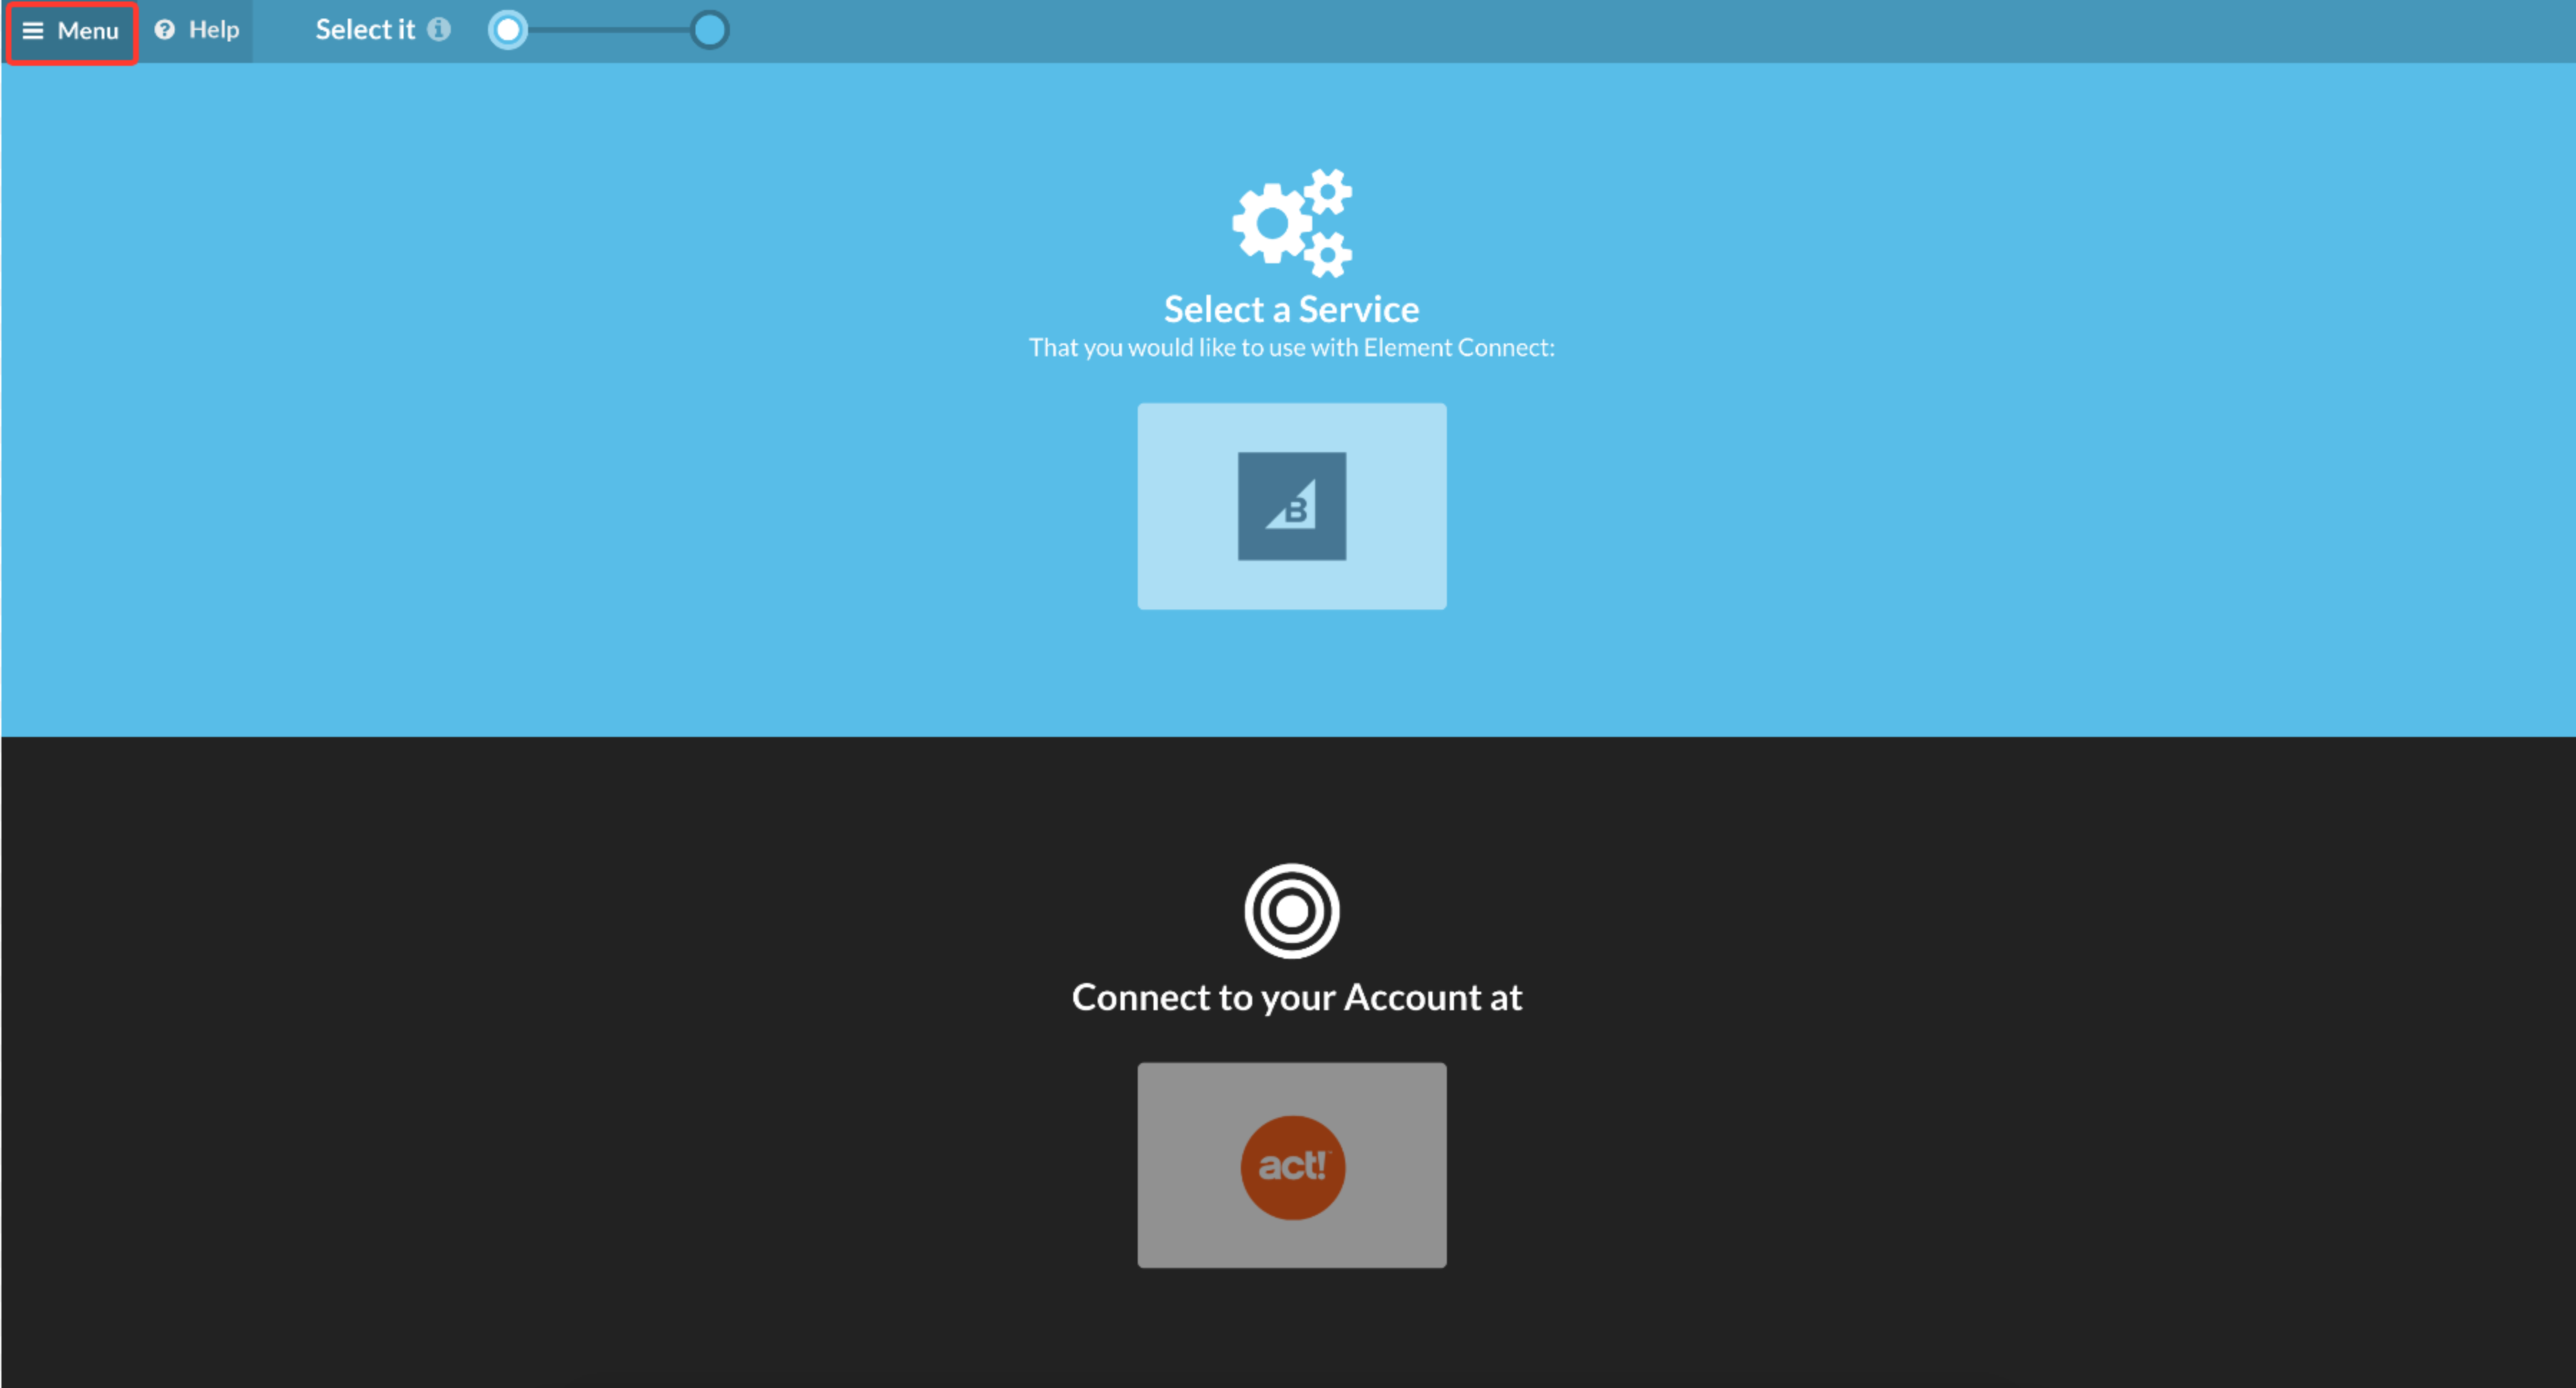 Menu
Help
Select it
Select a Service
That you would like to use with Element Connect:
B
Connect to your Account at
act!™